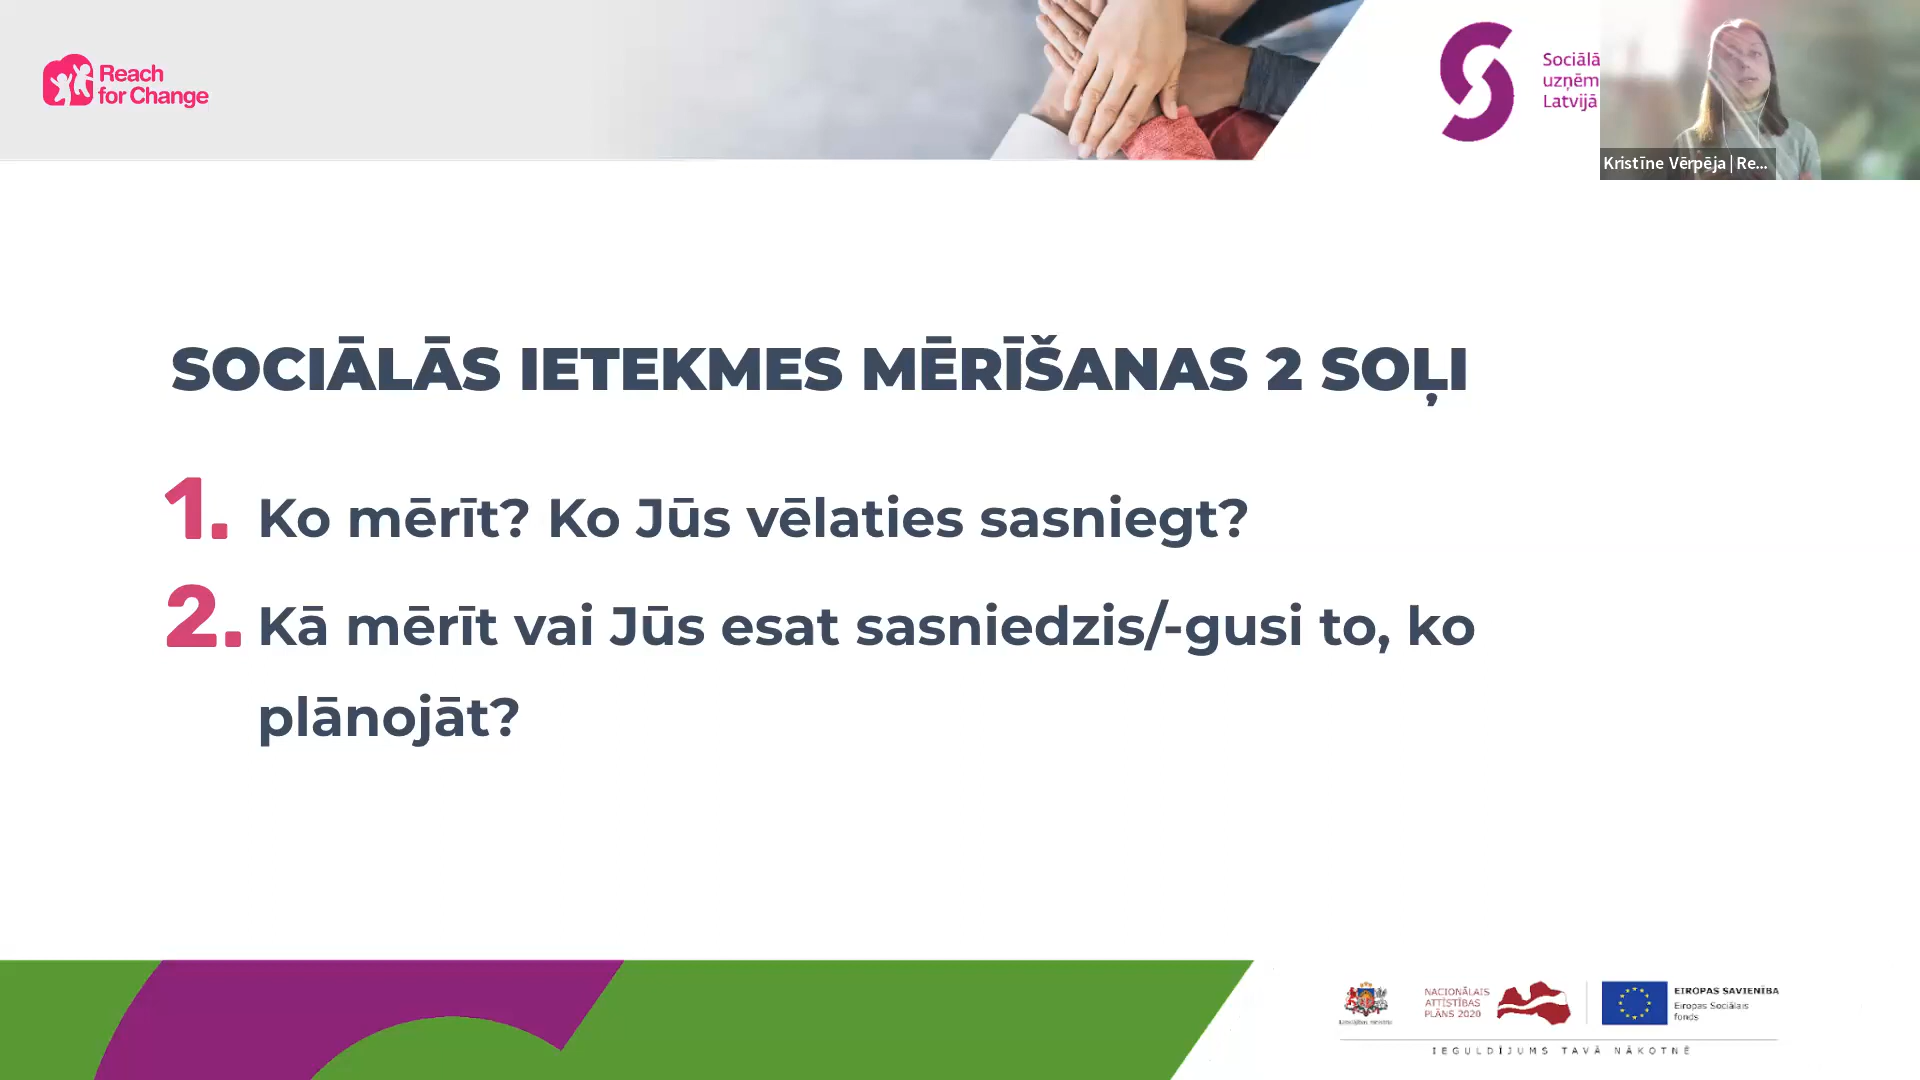 Reach
for Change
Sociālā
uzņēm
Latvijā
Kristīne Vērpēja | Re...
SOCIĀLĀS IETEKMES MĒRĪŠANAS 2 SOĻI
1. Ko mērīt? Ko Jūs vēlaties sasniegt?
2. Kā mērīt vai Jūs esat sasniedzis/-gusi to, ko
plānojāt?
NACIONĀLAIS
ATTĪSTĪBAS
PLĀNS 2020
EIROPAS SAVIENĪBA
Eiropas Sociālais
fonds
IEGULDĪJUMS TAVĀ NĀKOTNĒ